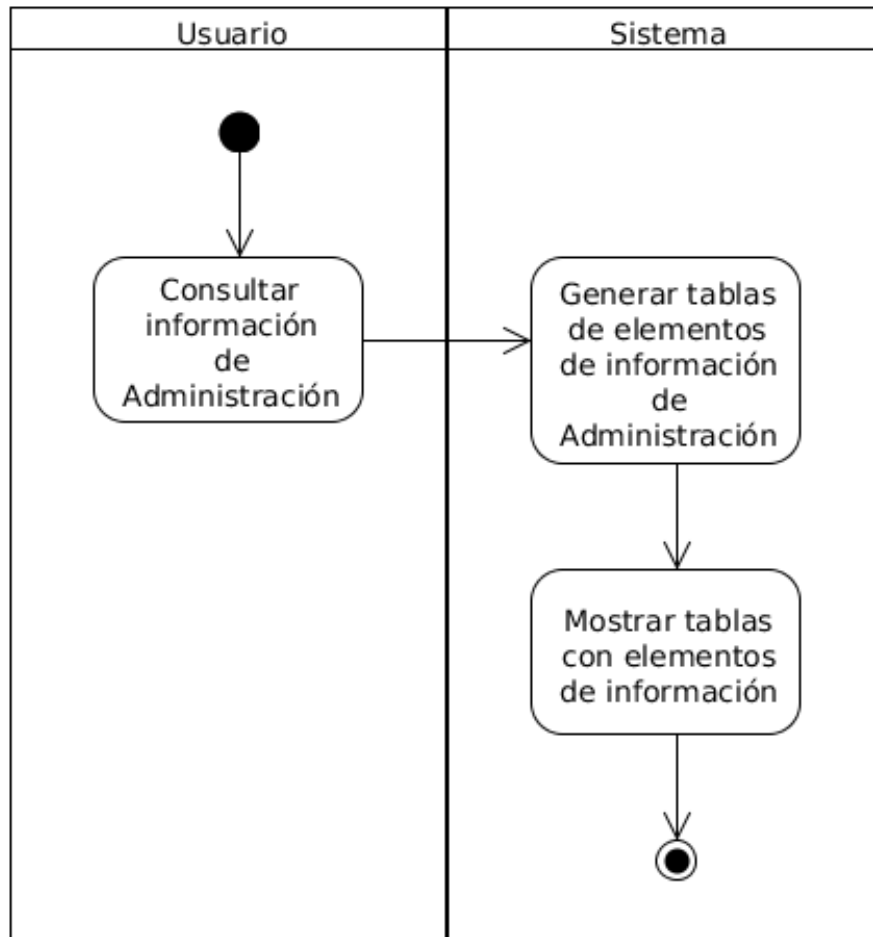 Usuario
Sistema
Consultar
información
de
Administración
Generar tablas
de elementos
de información
de
Administración
Mostrar tablas
con elementos
de información